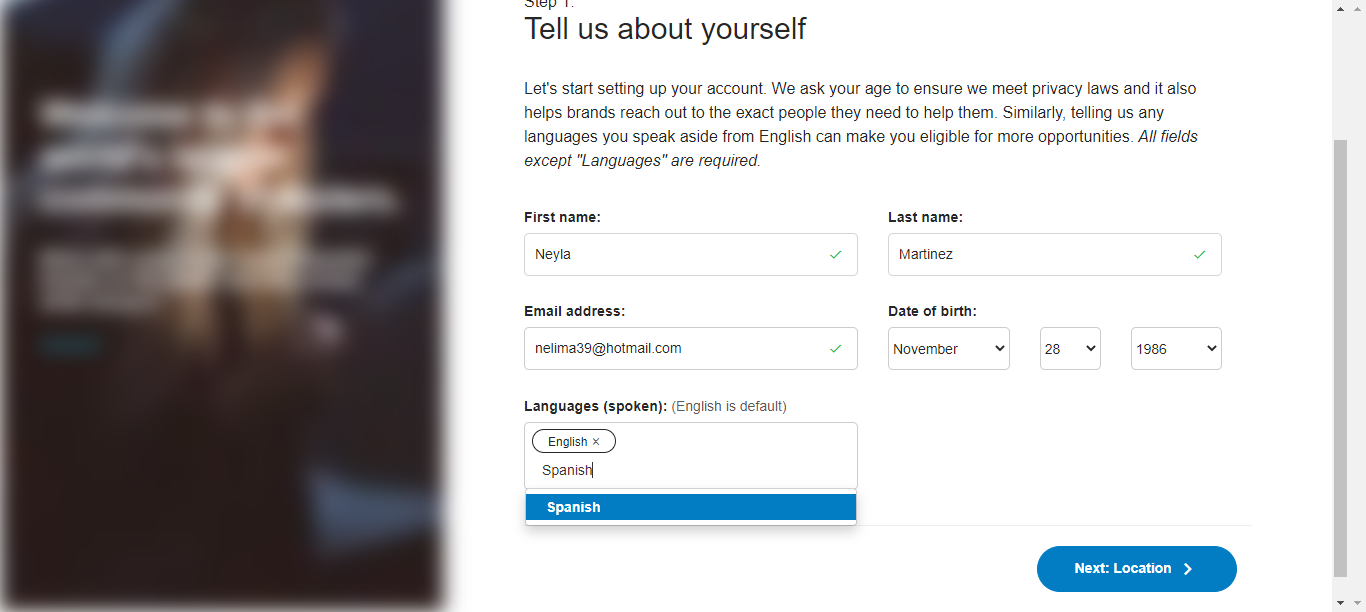 Step 1:
Tell us about yourself
Let's start setting up your account. We ask your age to ensure we meet privacy laws and it also
helps brands reach out to the exact people they need to help them. Similarly, telling us any
languages you speak aside from English can make you eligible for more opportunities. All fields
except "Languages" are required.
First name:
Last name:
Neyla
Martinez
Email address:
Date of birth:
nelima39@hotmail.com
November
28
1986
Languages (spoken): (English is default)
English ×
Spanish
Spanish
Next: Location